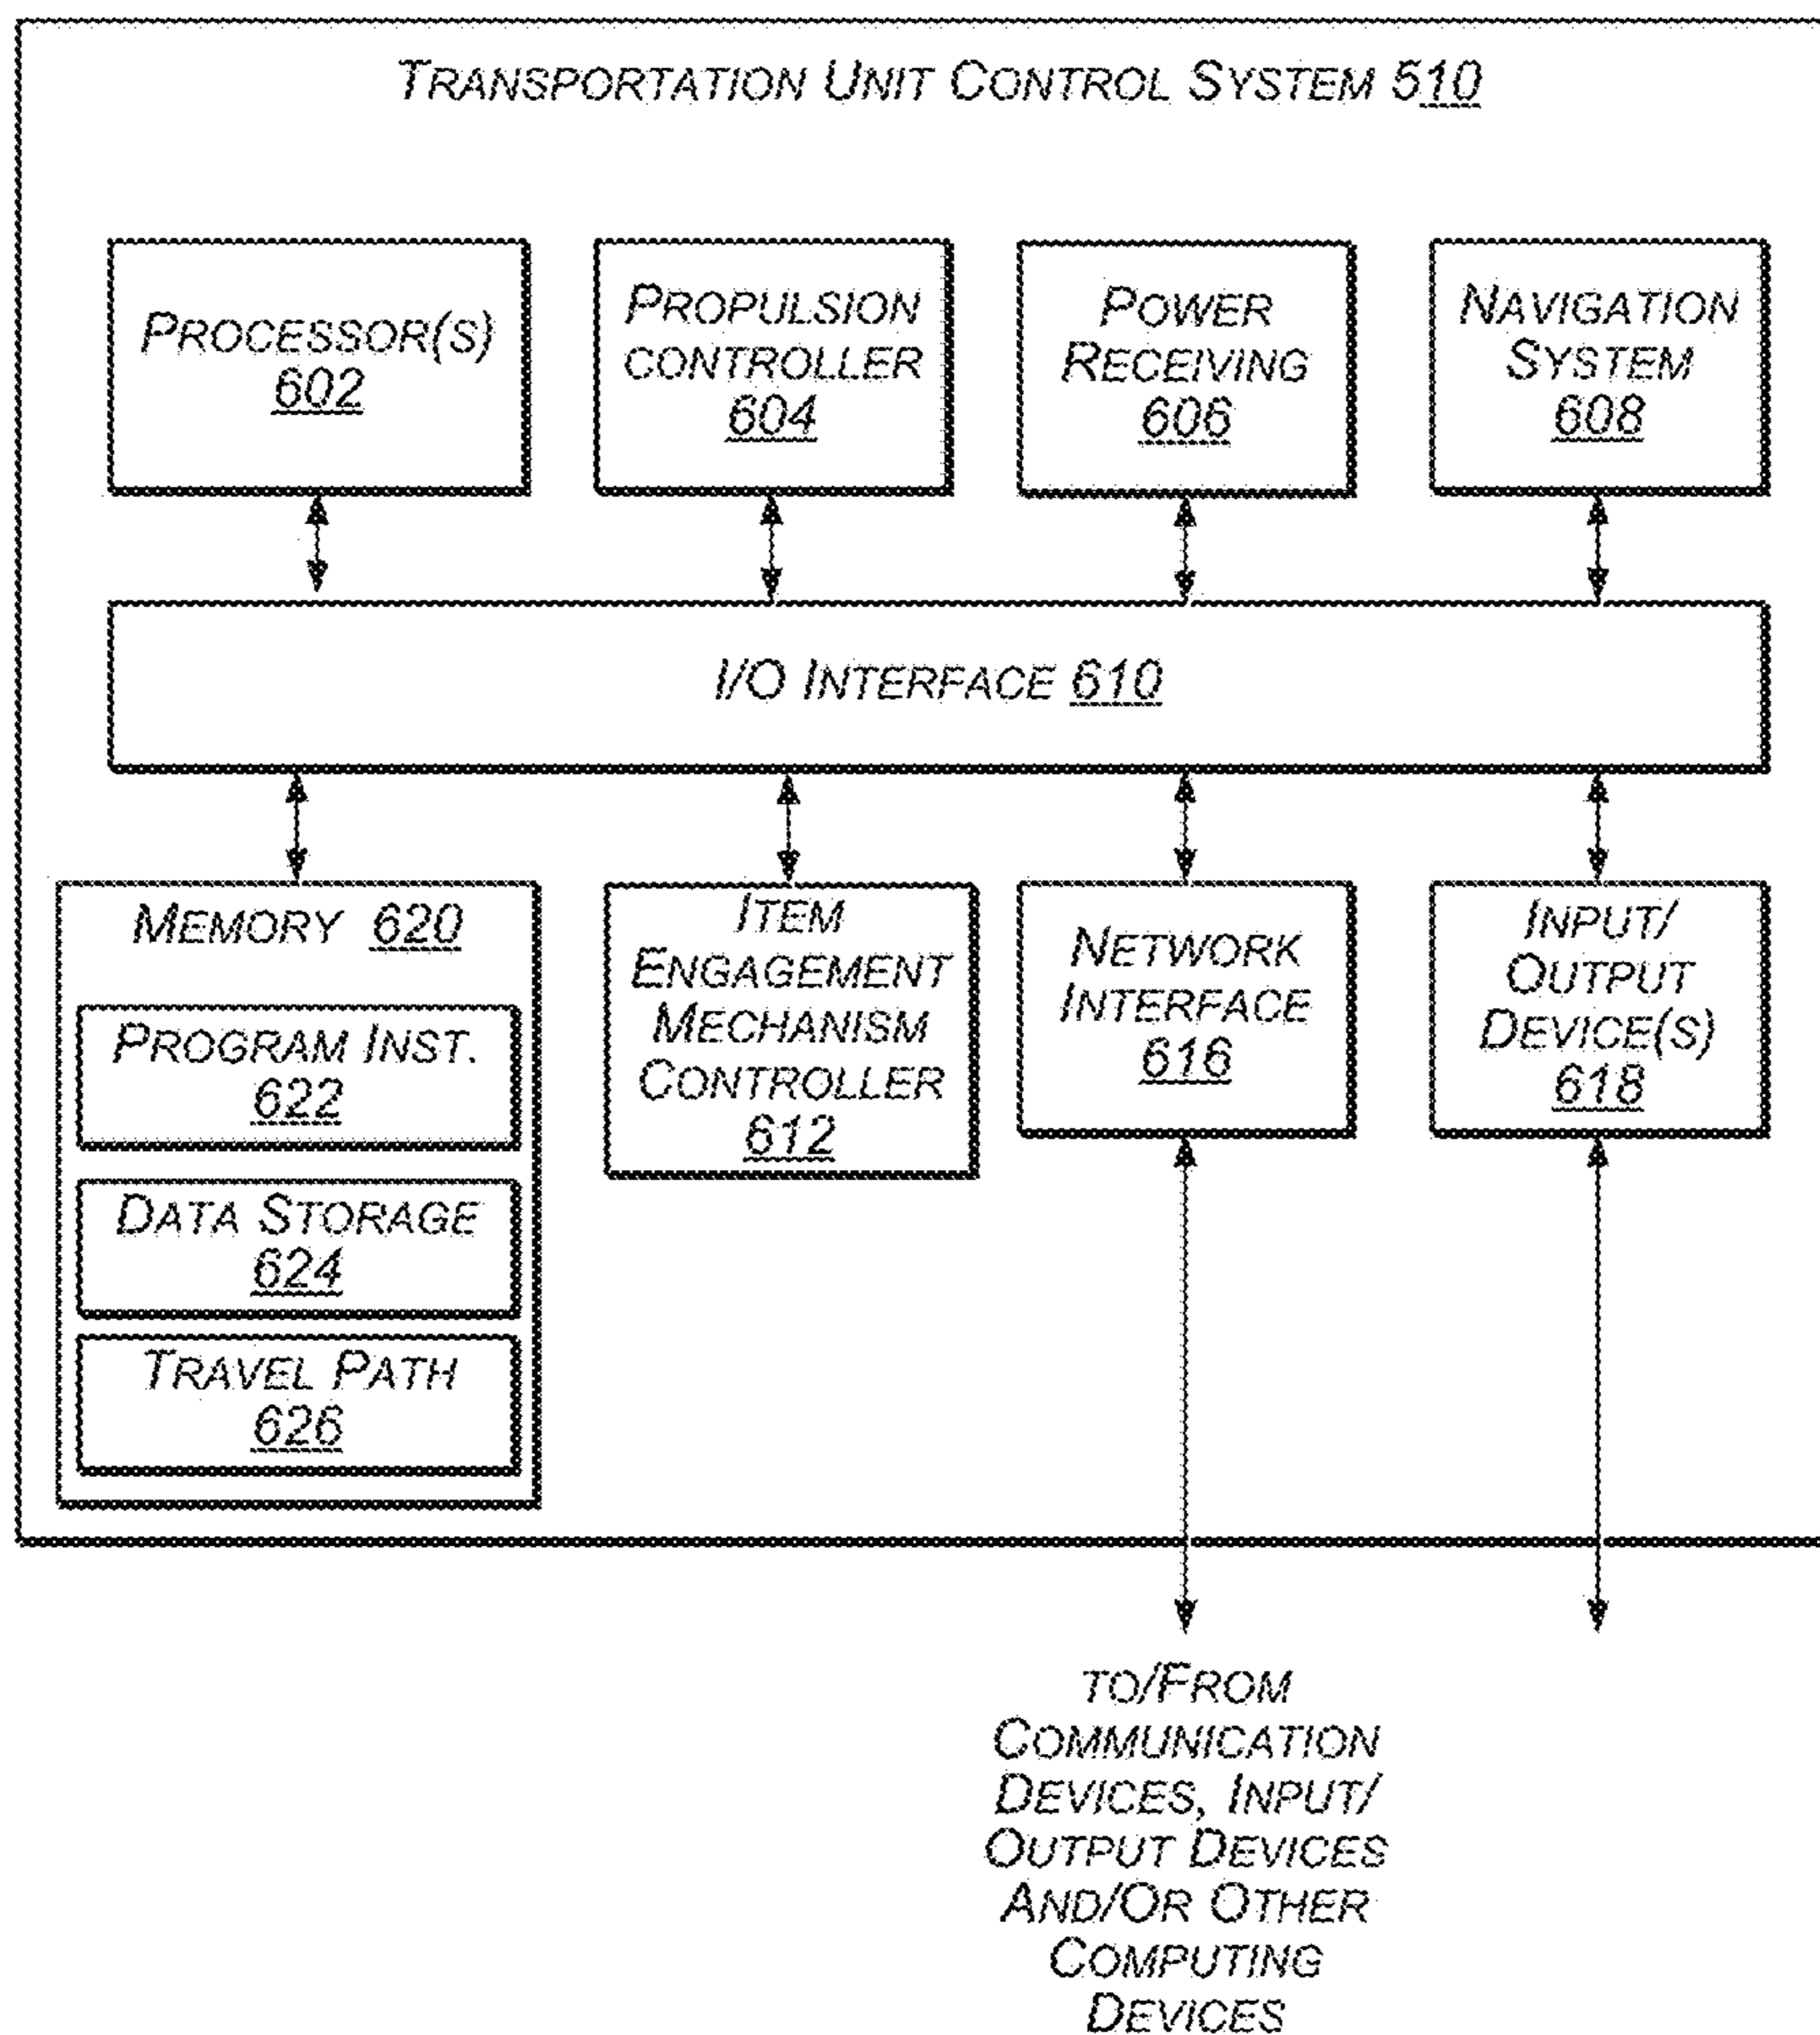 TRANSPORTATION UNIT CONTROL SYSTEM 510
PROCESSOR(S)
602
PROPULSION
CONTROLLER
604
POWER
RECEIVING
606
NAVIGATION
SYSTEM
608
I/O INTERFACE 610
MEMORY 620
PROGRAM INST.
622
DATA STORAGE
624
TRAVEL PATH
626
ITEM
ENGAGEMENT
MECHANISM
CONTROLLER
612
NETWORK
INTERFACE
616
INPUT/
OUTPUT
DEVICE(S)
618
TO/FROM
COMMUNICATION
DEVICES, INPUT/
OUTPUT DEVICES
AND/OR OTHER
COMPUTING
DEVICES